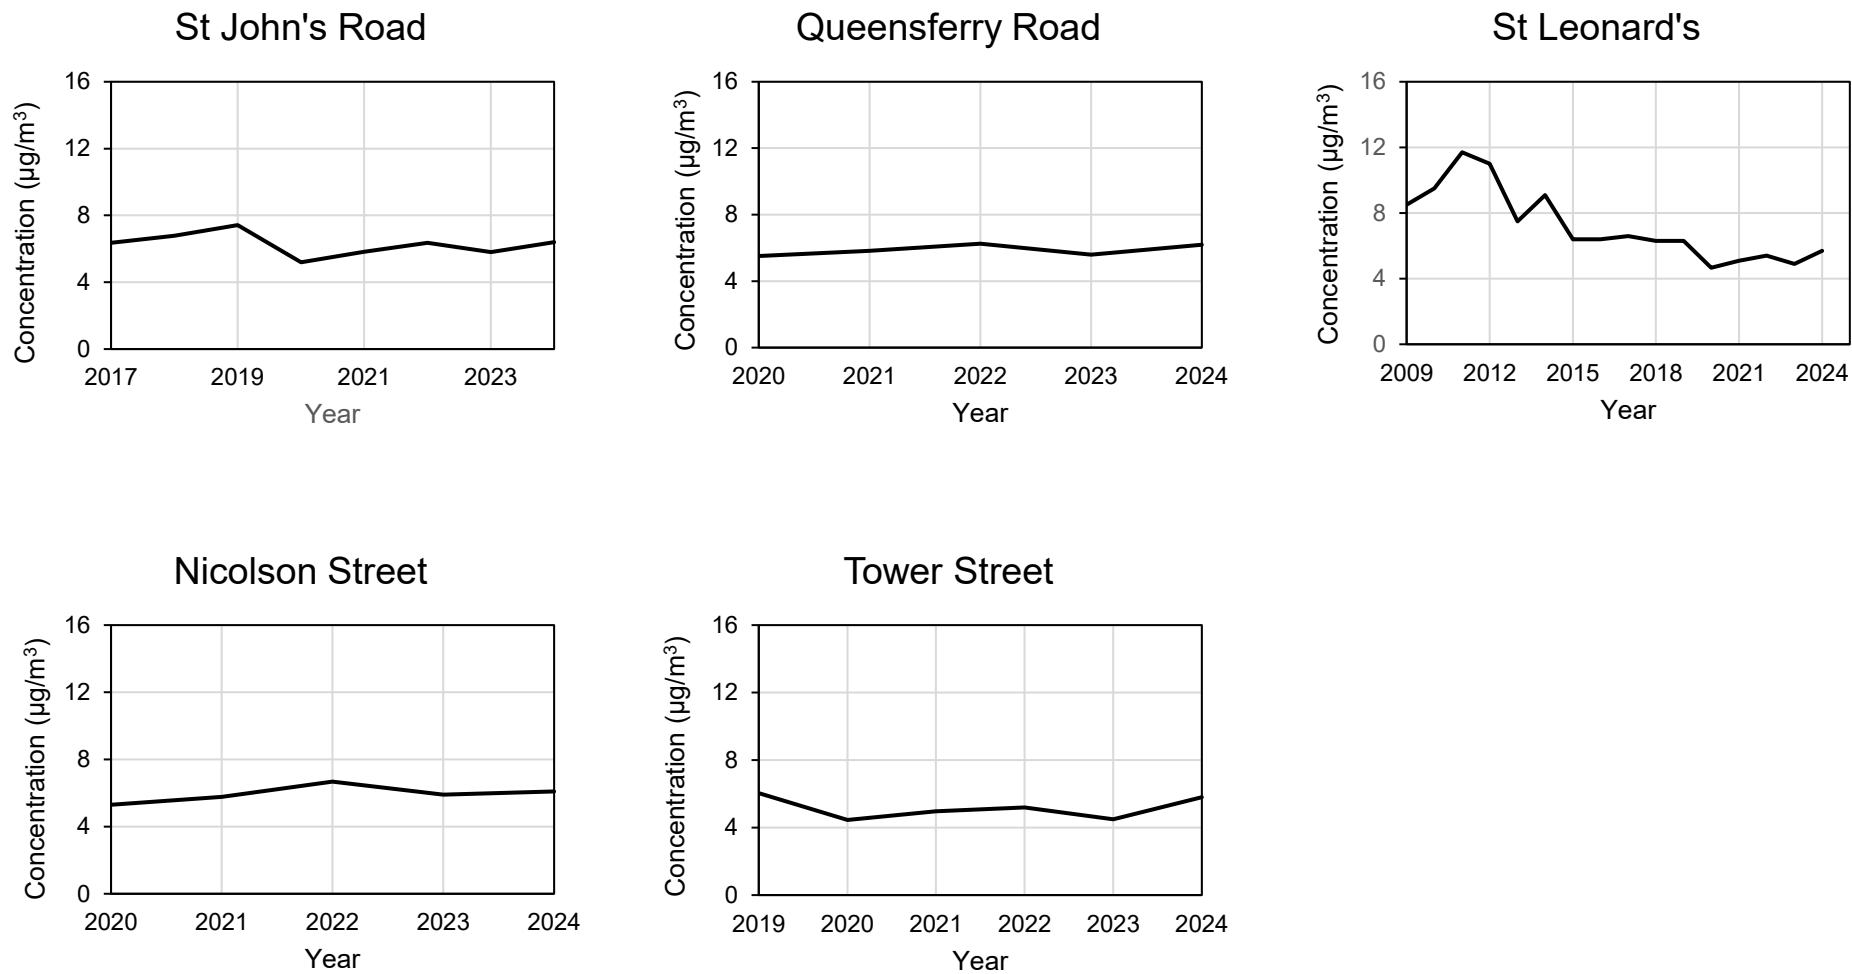 St John's Road
Concentration (µg/m³)
16
12
8
4
0
2017 2019 2021 2023
Year
Queensferry Road
Concentration (µg/m³)
16
12
8
4
0
2020 2021 2022 2023 2024
Year
St Leonard's
Concentration (µg/m³)
16
12
8
4
0
2009 2012 2015 2018 2021 2024
Year
Nicolson Street
Concentration (µg/m³)
16
12
8
4
0
2020 2021 2022 2023 2024
Year
Tower Street
Concentration (µg/m³)
16
12
8
4
0
2019 2020 2021 2022 2023 2024
Year